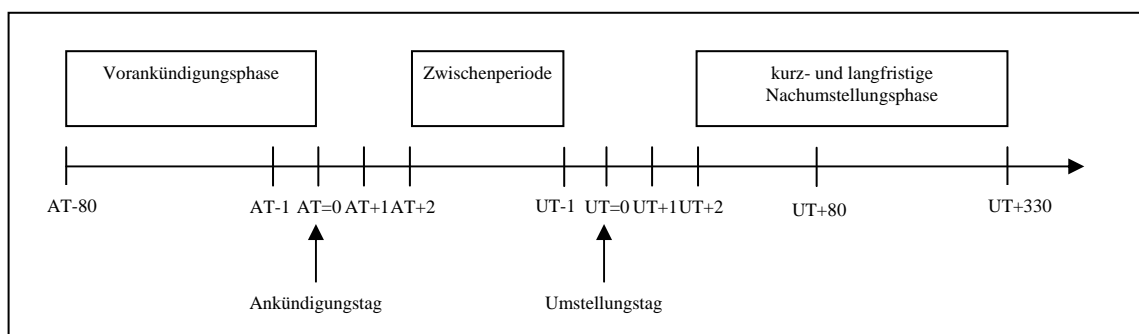 Vorankündigungsphase
Zwischenperiode
kurz- und langfristige
Nachumstellungsphase
AT-80
AT-1
AT=0
AT+1
AT+2
UT-1
UT=0
UT+1
UT+2
UT+80
UT+330
Ankündigungstag
Umstellungstag